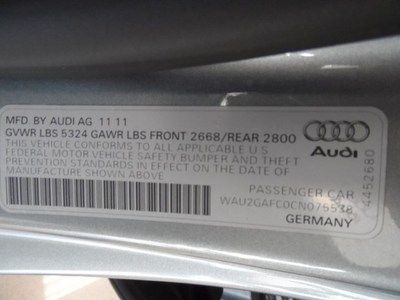 MFD. BY AUDI AG 11 11
GVWR LBS 5324 GAWR LBS FRONT 2668/REAR 2800
THIS VEHICLE CONFORMS TO ALL APPLICABLE U.S
FEDERAL MOTOR VEHICLE SAFETY BUMPER AND THEFT
PREVENTION STANDARDS IN EFFECT ON THE DATE OF
MANUFACTURE SHOWN ABOVE
Audi
PASSENGER CAR
WAU2GAFC0CN075538
GERMANY
4452680